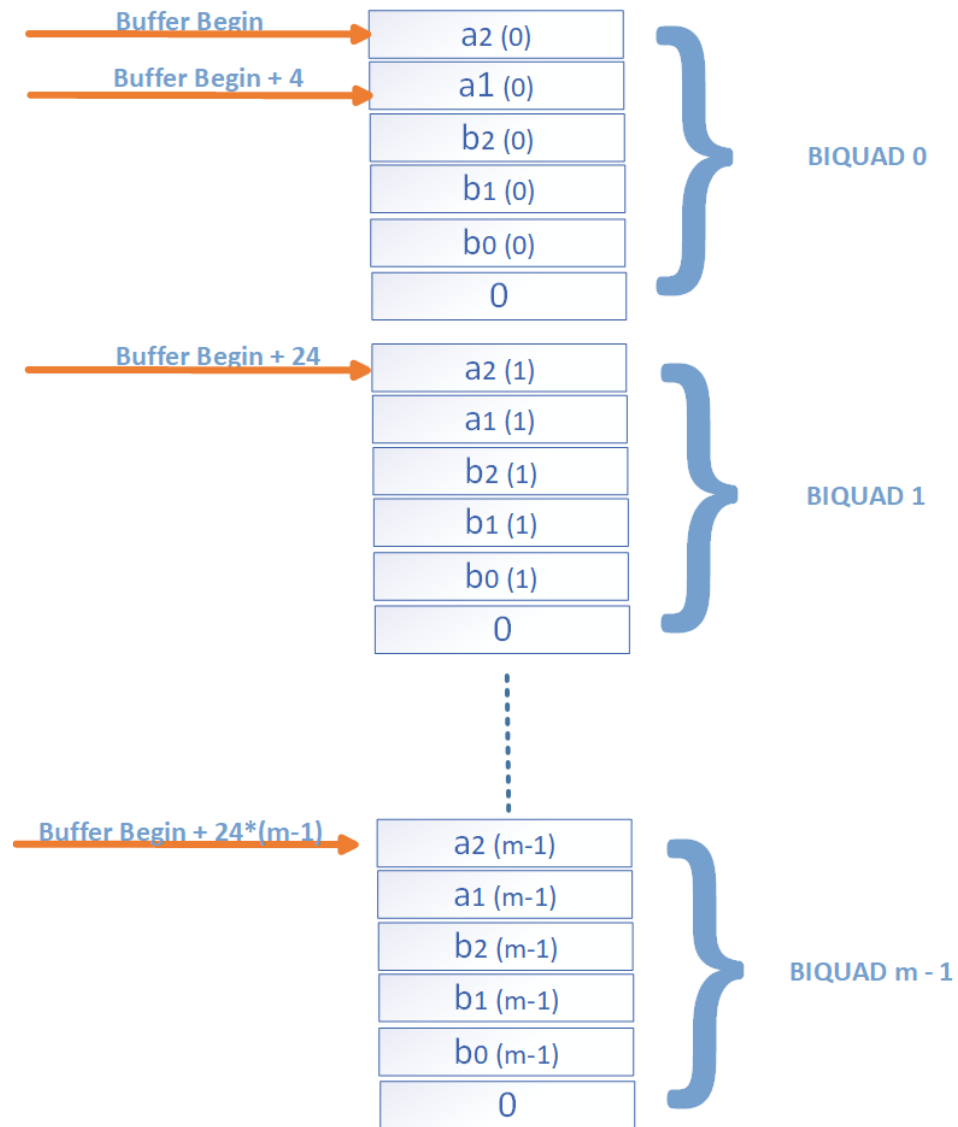 Buffer Begin
a2 (0)
Buffer Begin + 4
a1 (0)
b2 (0)
BIQUAD 0
b1 (0)
b0 (0)
0
Buffer Begin + 24
a2 (1)
a1 (1)
b2 (1)
BIQUAD 1
b1 (1)
b0 (1)
0
Buffer Begin + 24*(m-1)
a2 (m-1)
a1 (m-1)
b2 (m-1)
BIQUAD m - 1
b1 (m-1)
b0 (m-1)
0